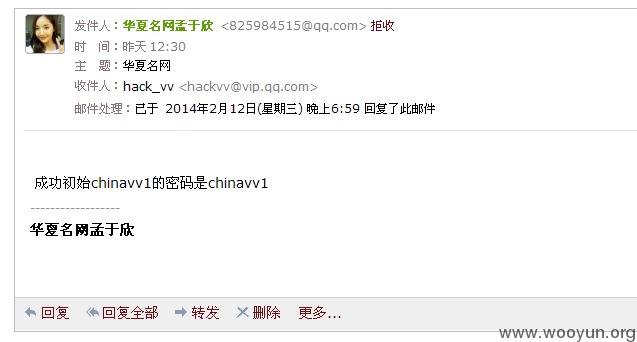 发件人：华夏名网孟于欣 <825984515@qq.com> 拒收
时 间：昨天 12:30
主 题：华夏名网
收件人：hack_vv <hackvv@vip.qq.com>
邮件处理：已于 2014年2月12日(星期三) 晚上6:59 回复了此邮件
成功初始chinavv1的密码是chinavv1
------------------
华夏名网孟于欣
回复 回复全部 转发 删除 更多...
www.wooyun.org